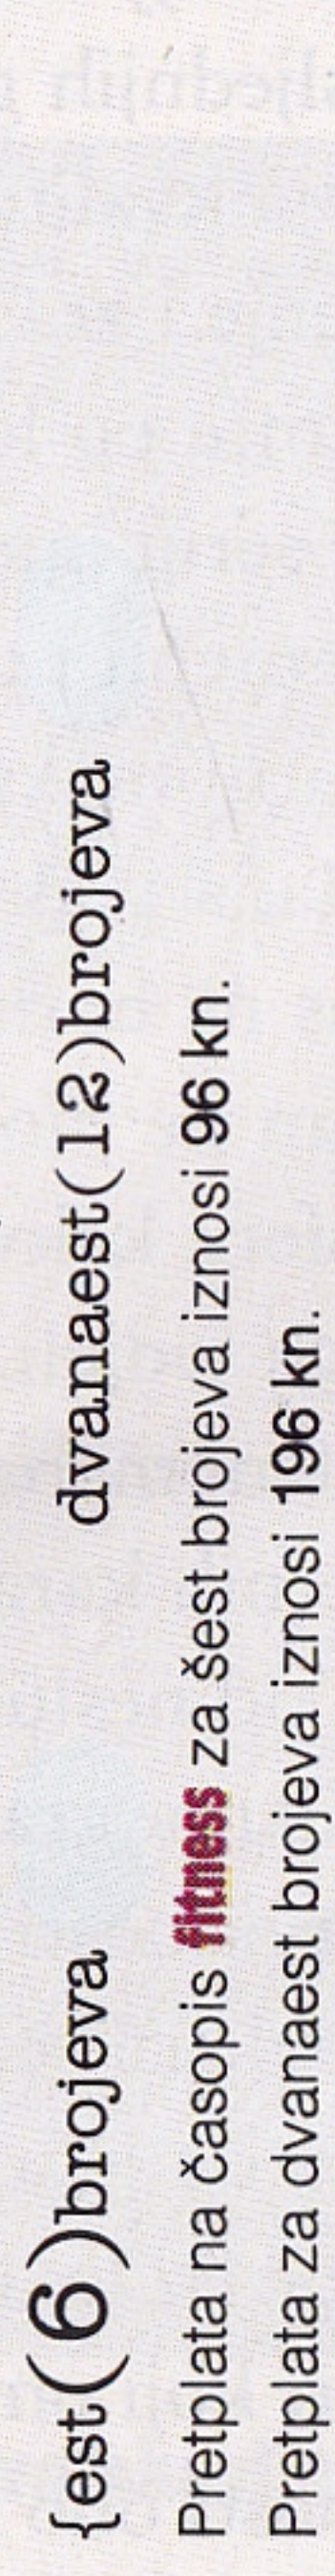 {est(6)brojeva dvanaest(12)brojeva
Pretplata na časopis fitness za šest brojeva iznosi 96 kn.
Pretplata za dvanaest brojeva iznosi 196 kn.